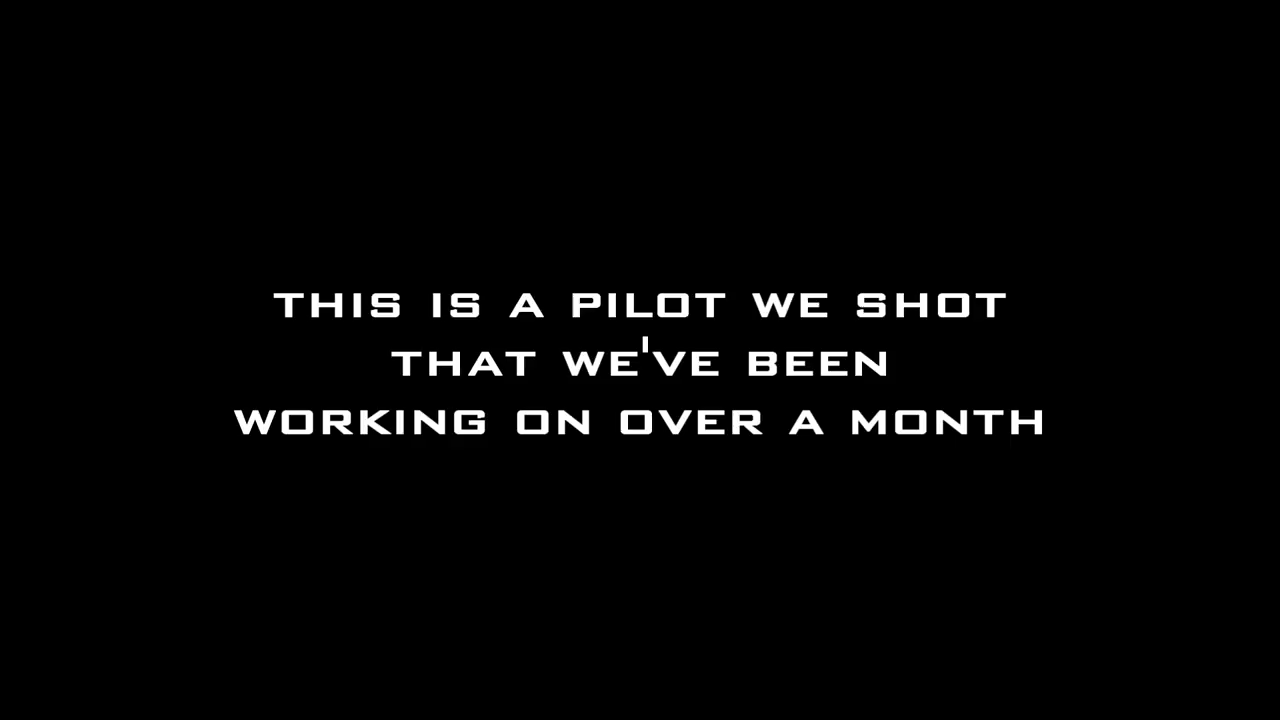 THIS IS A PILOT WE SHOT
THAT WE'VE BEEN
WORKING ON OVER A MONTH